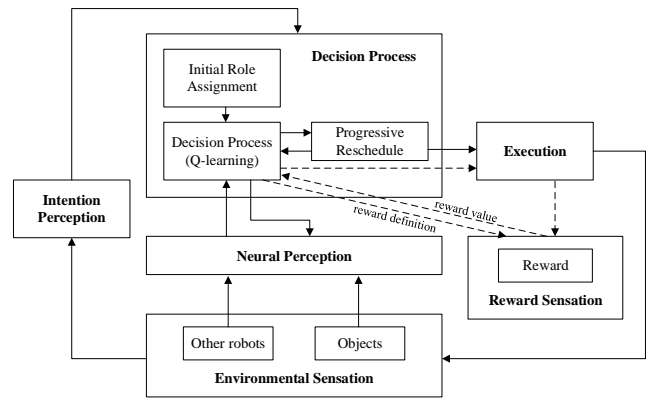 Decision Process
Initial Role
Assignment
Decision Process
(Q-learning)
Progressive
Reschedule
Execution
Intention
Perception
reward value
reward definition
Neural Perception
Reward
Reward Sensation
Other robots
Objects
Environmental Sensation